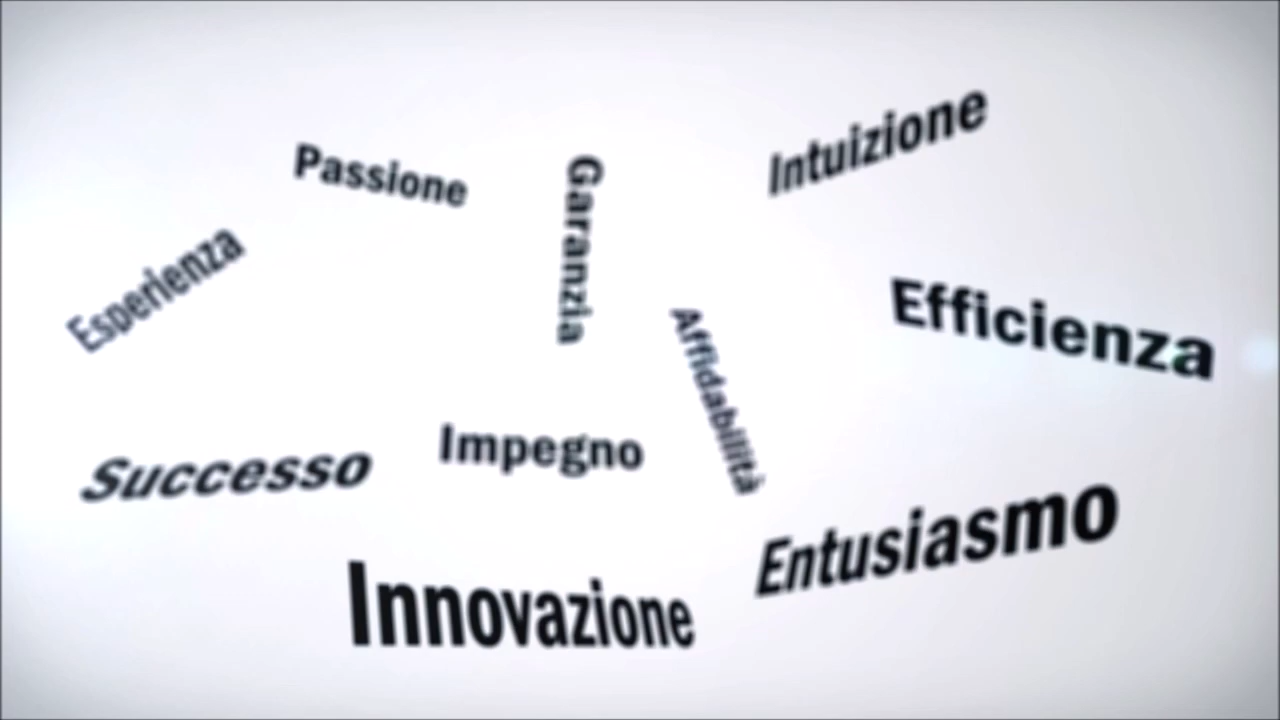 Intuizione
Passione
Garanzia
Esperienza
Efficienza
Affidabilità
Impegno
Successo
Entusiasmo
Innovazione